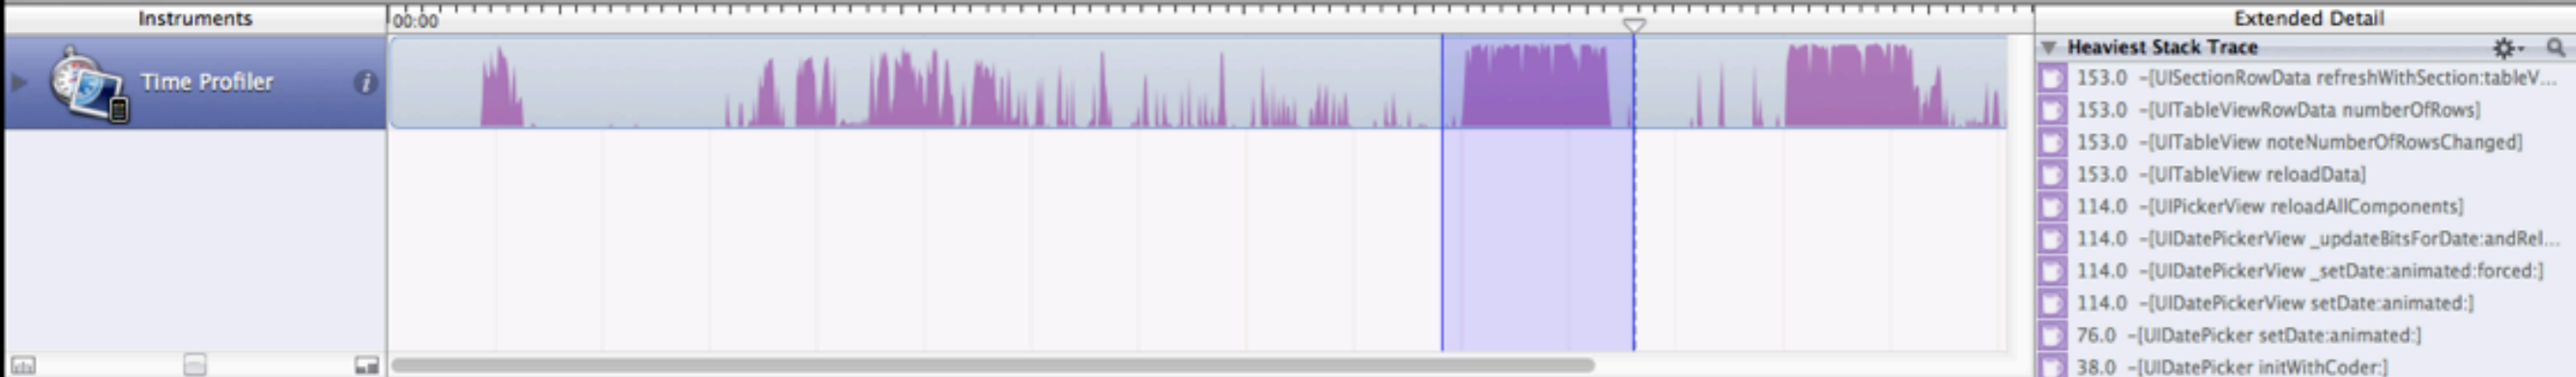 Instruments
00:00
Extended Detail
Time Profiler
Heaviest Stack Trace
153.0 -[UISectionRowData refreshWithSection:tableV...
153.0 -[UITableViewRowData numberOfRows]
153.0 -[UITableView noteNumberOfRowsChanged]
153.0 -[UITableView reloadData]
114.0 -[UIPickerView reloadAllComponents]
114.0 -[UIDatePickerView _updateBitsForDate:andRel...
114.0 -[UIDatePickerView _setDate:animated:forced:]
114.0 -[UIDatePickerView setDate:animated:]
76.0 -[UIDatePicker setDate:animated:]
38.0 -[UIDatePicker initWithCoder:]